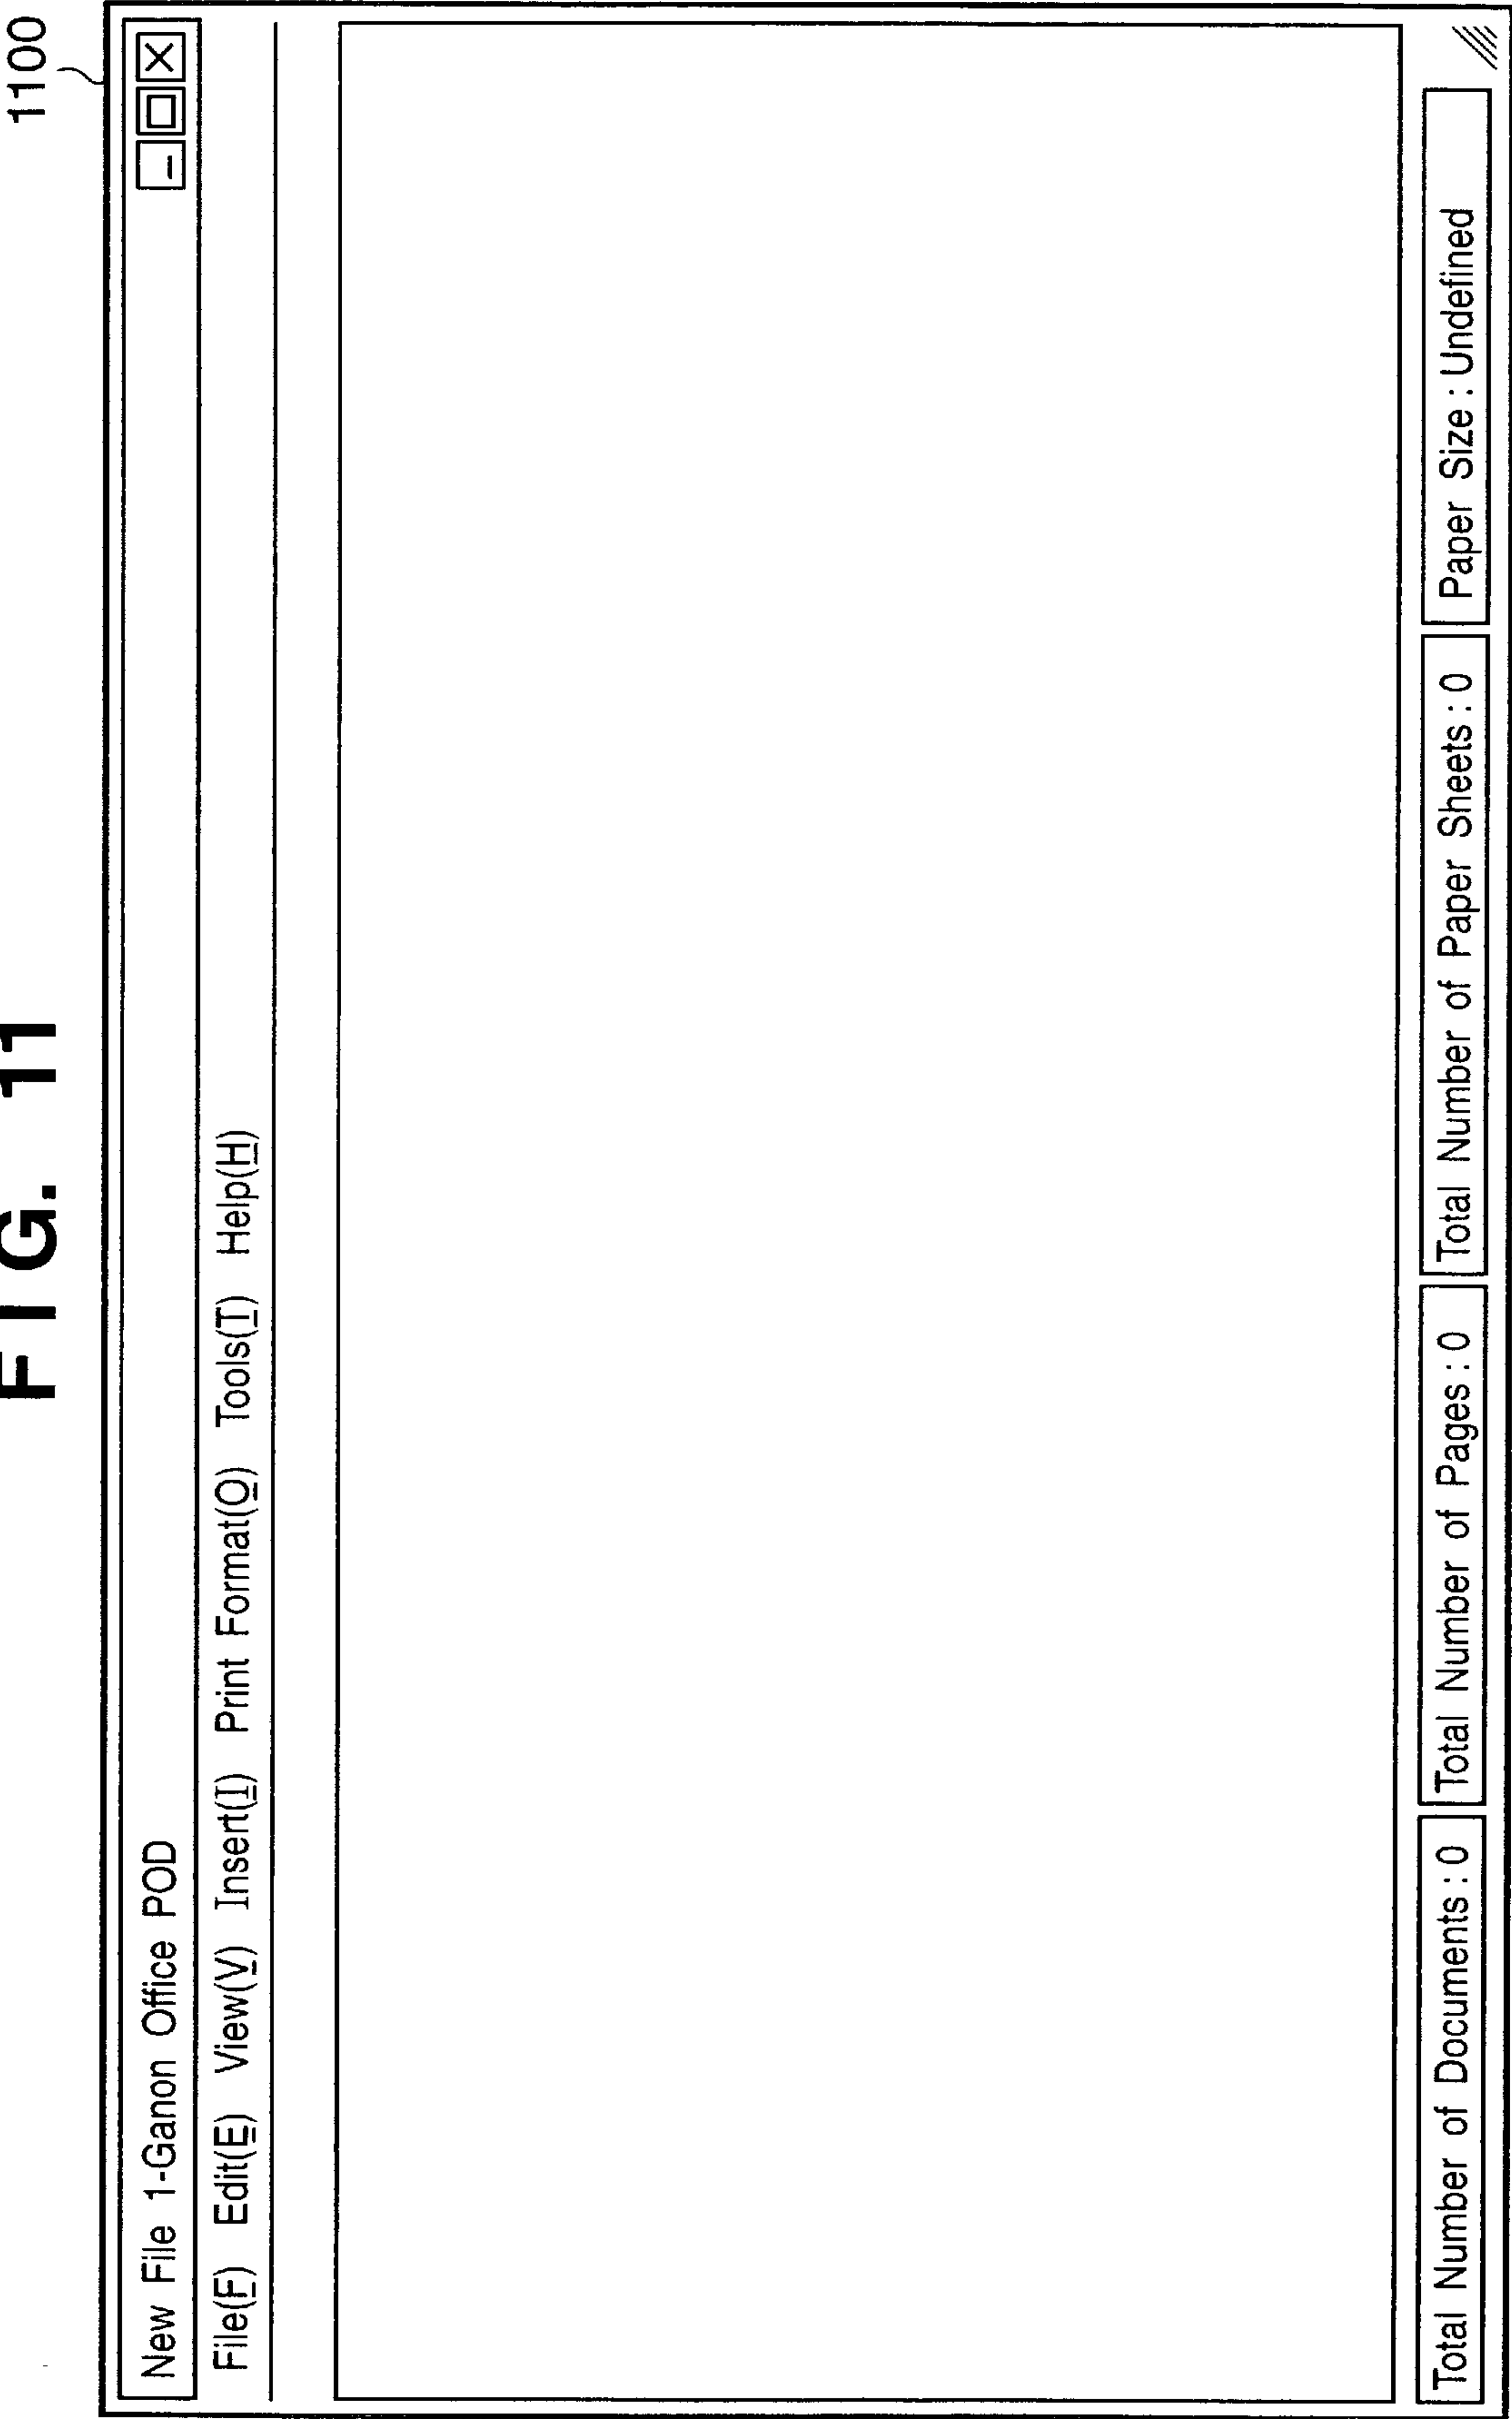 FIG. 11
1100
New File 1-Ganon Office POD
File(F) Edit(E) View(V) Insert(I) Print Format(O) Tools(T) Help(H)
Total Number of Documents : 0 Total Number of Pages : 0 Total Number of Paper Sheets : 0 Paper Size : Undefined